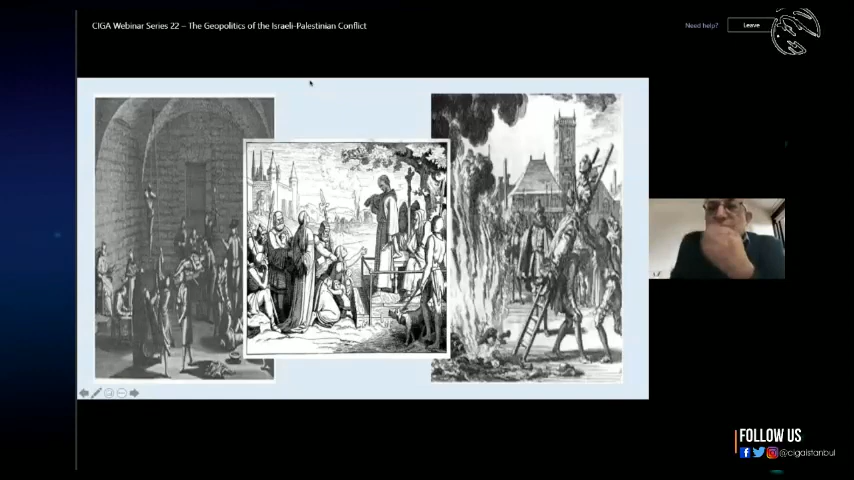 CIGA Webinar Series 22 – The Geopolitics of the Israeli-Palestinian Conflict
Need help?
Leave
FOLLOW US
@cigaistanbul